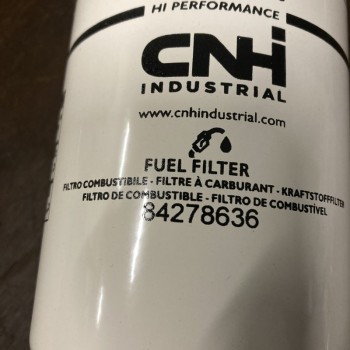 HI PERFORMANCE
CNH
INDUSTRIAL
www.cnhindustrial.com
FUEL FILTER
FILTRO COMBUSTIBILE - FILTRE À CARBURANT - KRAFTSTOFFFILTER
FILTRO DE COMBUSTIBLE - FILTRO DE COMBUSTÍVEL
84278636